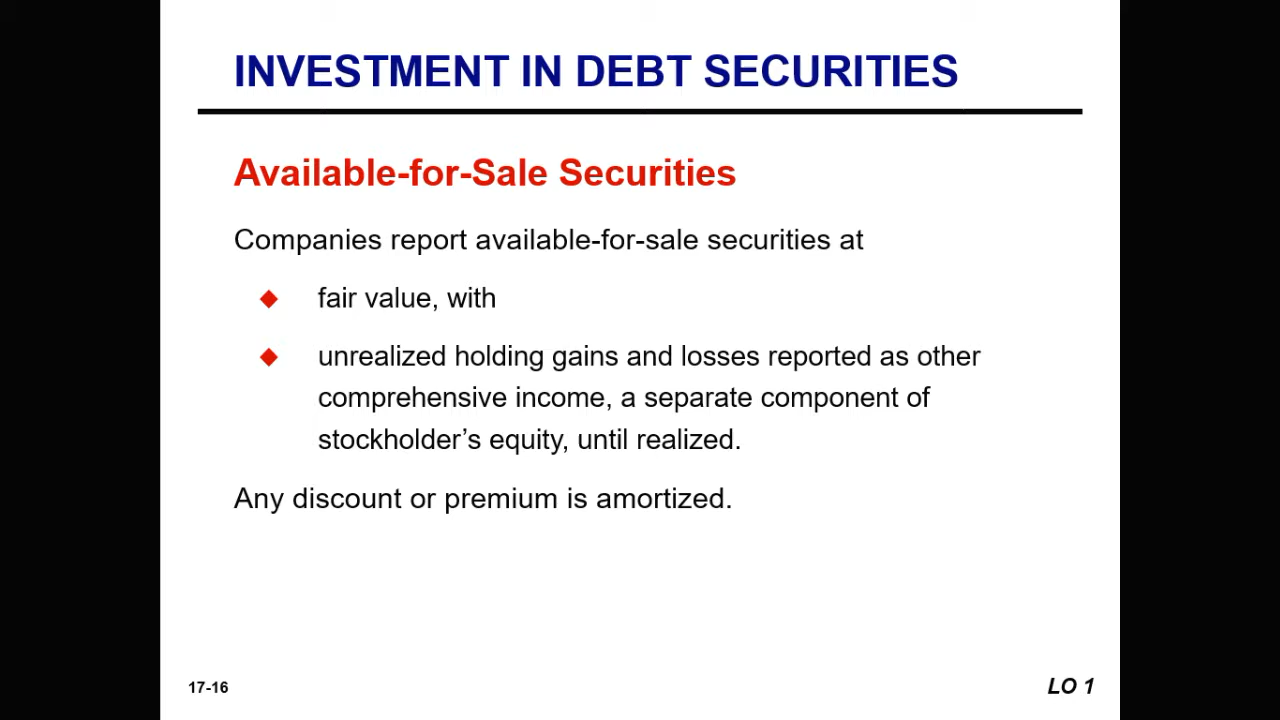 INVESTMENT IN DEBT SECURITIES
Available-for-Sale Securities
Companies report available-for-sale securities at
fair value, with
unrealized holding gains and losses reported as other
comprehensive income, a separate component of
stockholder’s equity, until realized.
Any discount or premium is amortized.
17-16
LO 1